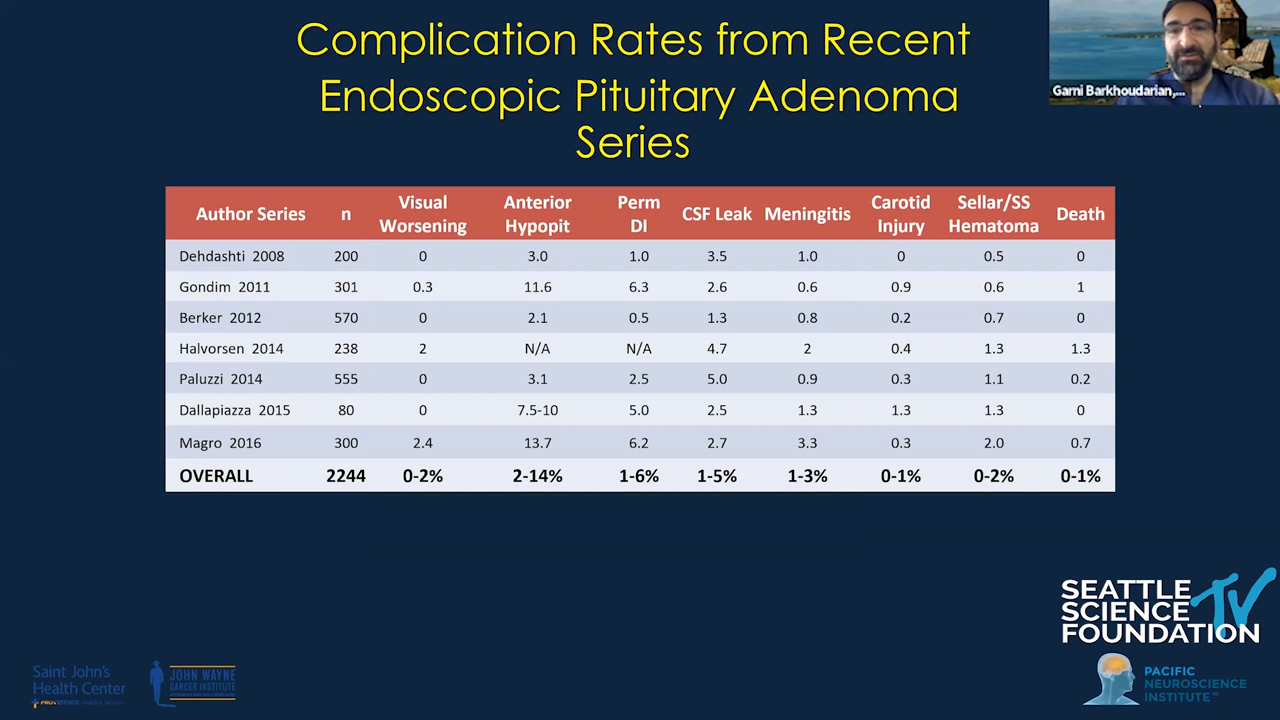 Complication Rates from Recent
Endoscopic Pituitary Adenoma
Series
Garni Barkhoudarian,...
Author Series n Visual Worsening Anterior Hypopit Perm DI CSF Leak Meningitis Carotid Injury Sellar/SS Hematoma Death
Dehdashti 2008 200 0 3.0 1.0 3.5 1.0 0 0.5 0
Gondim 2011 301 0.3 11.6 6.3 2.6 0.6 0.9 0.6 1
Berker 2012 570 0 2.1 0.5 1.3 0.8 0.2 0.7 0
Halvorsen 2014 238 2 N/A N/A 4.7 2 0.4 1.3 1.3
Paluzzi 2014 555 0 3.1 2.5 5.0 0.9 0.3 1.1 0.2
Dallapiazza 2015 80 0 7.5-10 5.0 2.5 1.3 1.3 1.3 0
Magro 2016 300 2.4 13.7 6.2 2.7 3.3 0.3 2.0 0.7
OVERALL 2244 0-2% 2-14% 1-6% 1-5% 1-3% 0-1% 0-2% 0-1%
SEATTLE
SCIENCE TV
FOUNDATION
Saint John's
Health Center
PROVIDENCE Health & Services
JOHN WAYNE
CANCER INSTITUTE
PACIFIC
NEUROSCIENCE
INSTITUTE